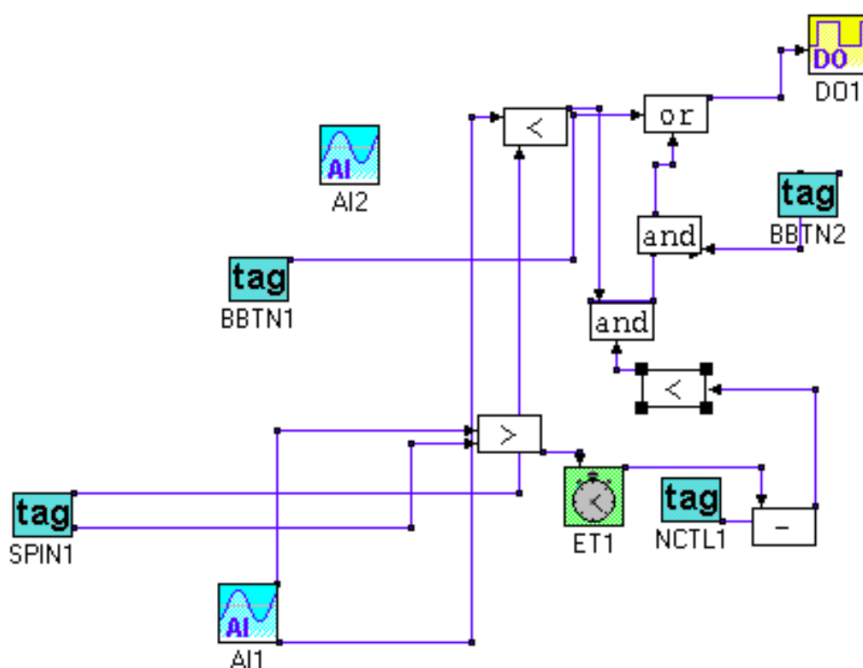 DO
DO1
<
or
AI
AI2
tag
BBTN2
and
tag
BBTN1
and
<
>
tag
SPIN1
ET1
tag
NCTL1
-
AI
AI1